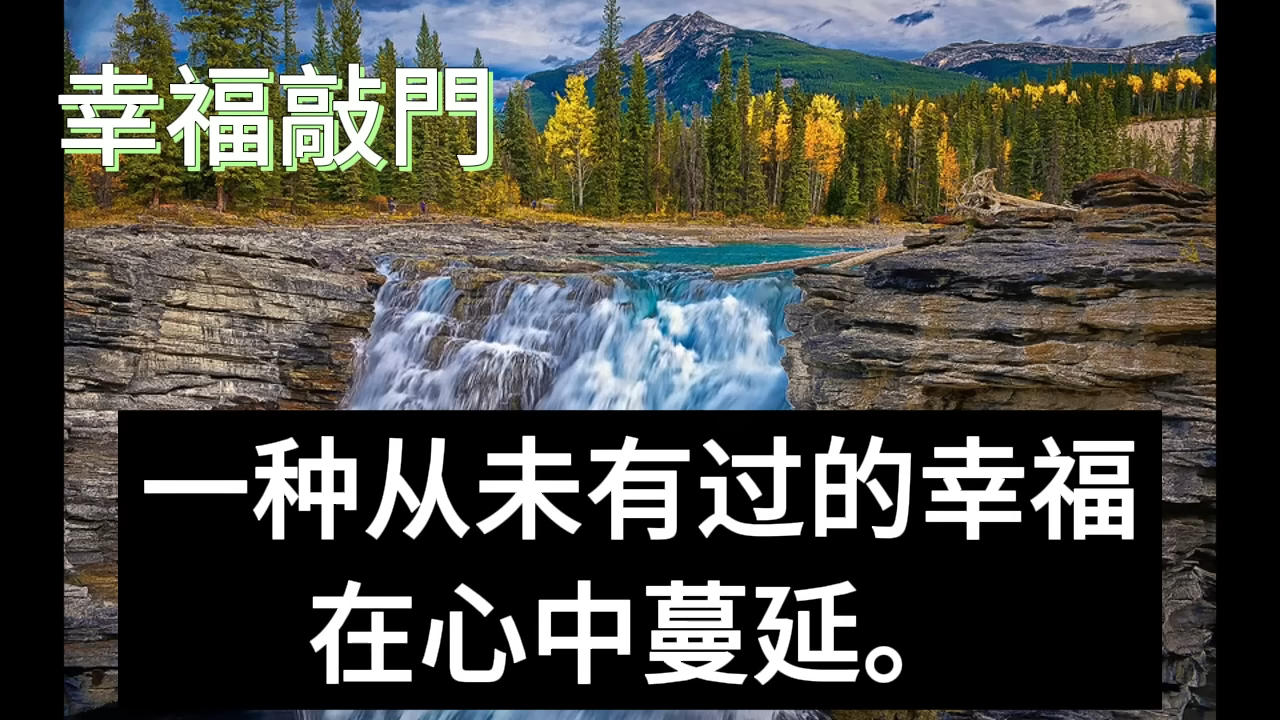 幸福敲門
一种从未有过的幸福
在心中蔓延。